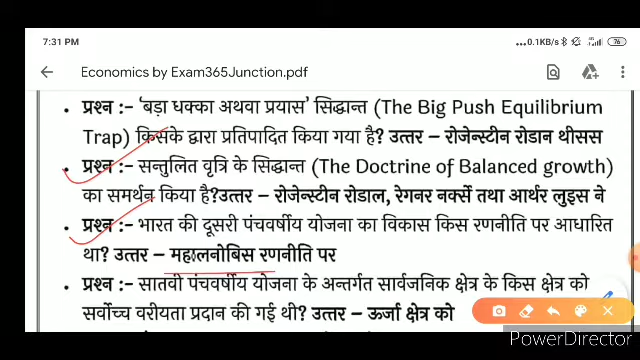 7:31 PM
...0.1KB/s 76
Economics by Exam365Junction.pdf
• प्रश्न :- 'बड़ा धक्का अथवा प्रयास' सिद्धान्त (The Big Push Equilibrium
Trap) किसके द्वारा प्रतिपादित किया गया है? उत्तर – रोजेन्स्टीन रोडान थीसस
• प्रश्न :- सन्तुलित वृत्रि के सिद्धान्त (The Doctrine of Balanced growth)
का समर्थन किया है?उत्तर – रोजेन्स्टीन रोडाल, रेगनर नर्क्से तथा आर्थर लुइस ने
• प्रश्न :- भारत की दूसरी पंचवर्षीय योजना का विकास किस रणनीति पर आधारित
था? उत्तर – महालनोबिस रणनीति पर
• प्रश्न :- सातवी पंचवर्षीय योजना के अन्तर्गत सार्वजनिक क्षेत्र के किस क्षेत्र को
सर्वोच्च वरीयता प्रदान की गई थी? उत्तर – ऊर्जा क्षेत्र को
PowerDirector